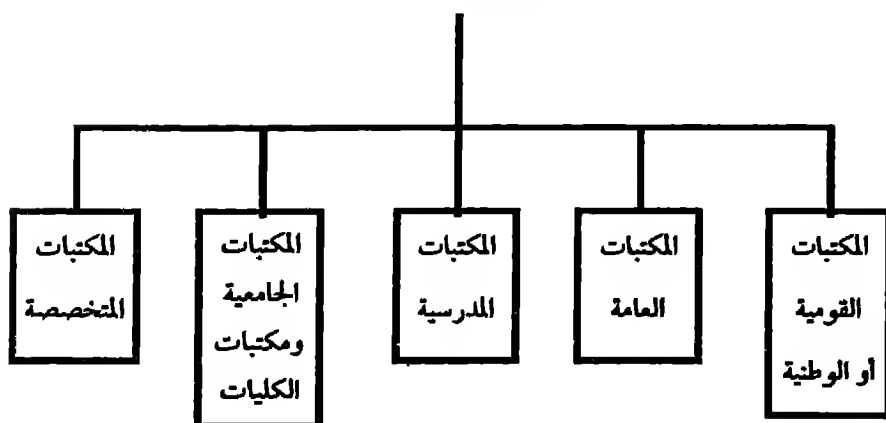 المكتبات
القومية
أو الوطنية
المكتبات
العامة
المكتبات
المدرسية
المكتبات
الجامعية
ومكتبات
الكليات
المكتبات
المتخصصة